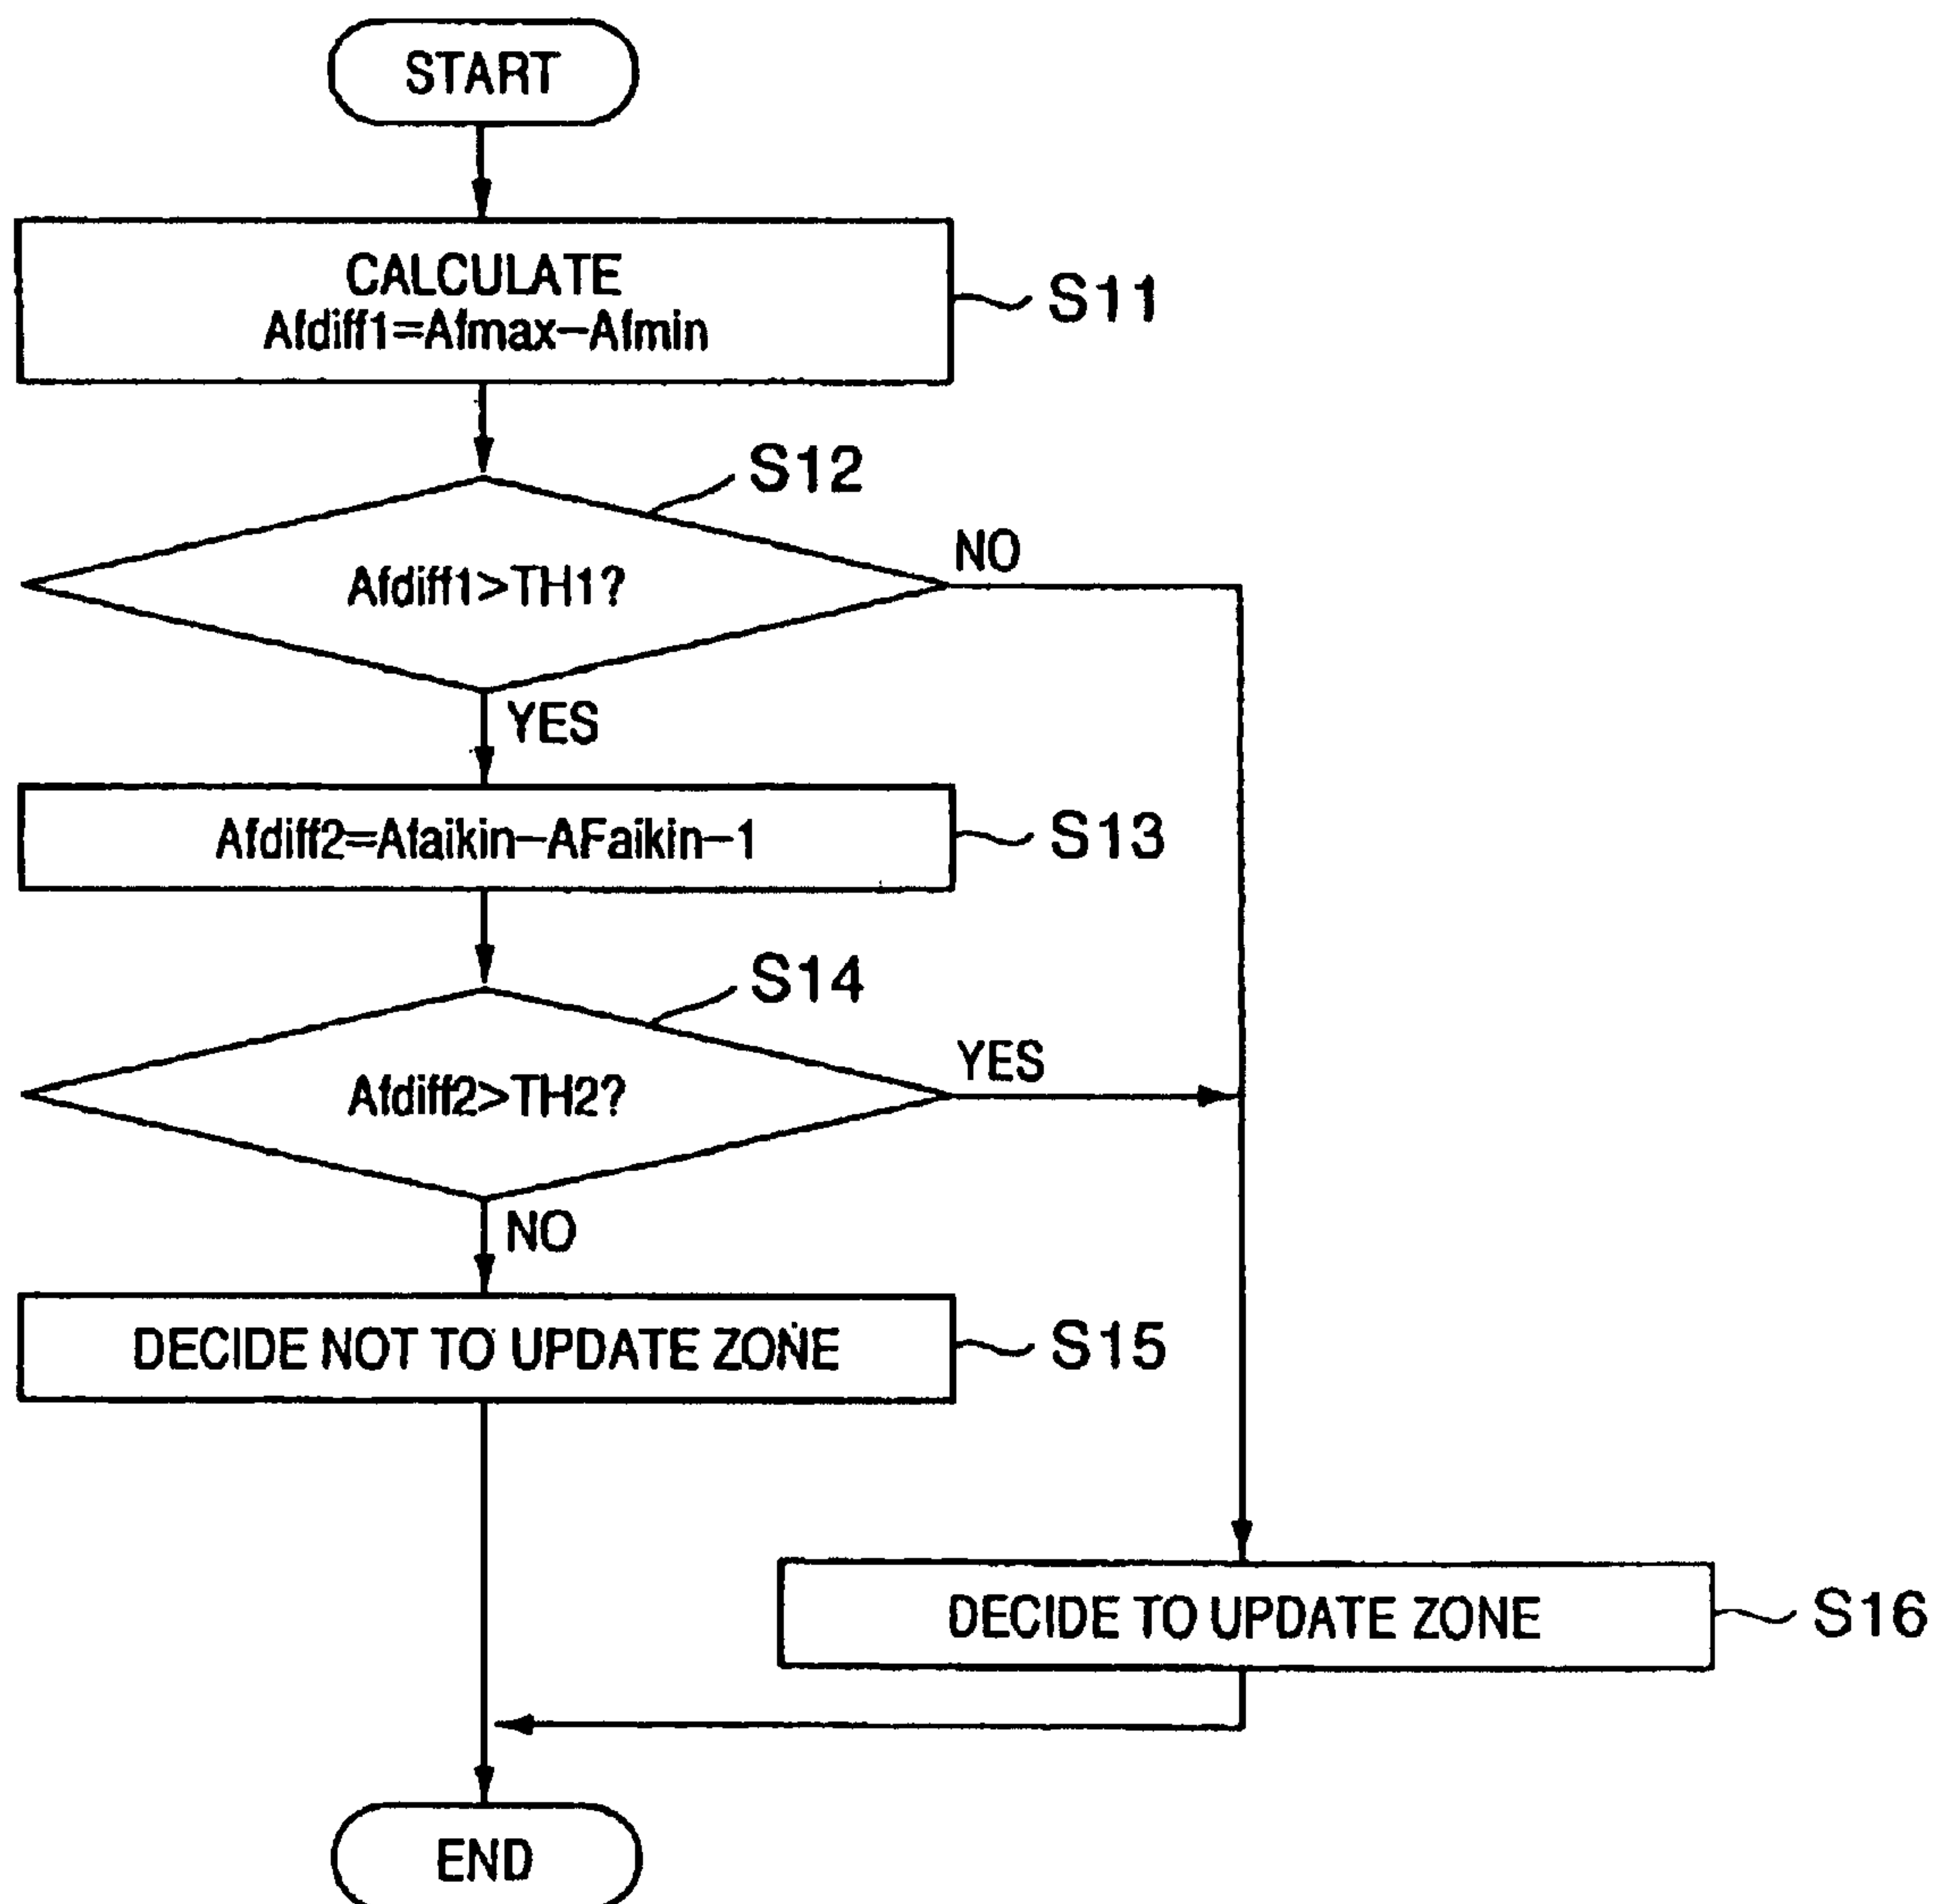 START
CALCULATE
Afdiff1=Afmax−Afmin
S11
S12
Afdiff1>TH1?
NO
YES
Afdiff2=Afaikin−AFaikin−1
S13
S14
Afdiff2>TH2?
YES
NO
DECIDE NOT TO UPDATE ZONE
S15
DECIDE TO UPDATE ZONE
S16
END